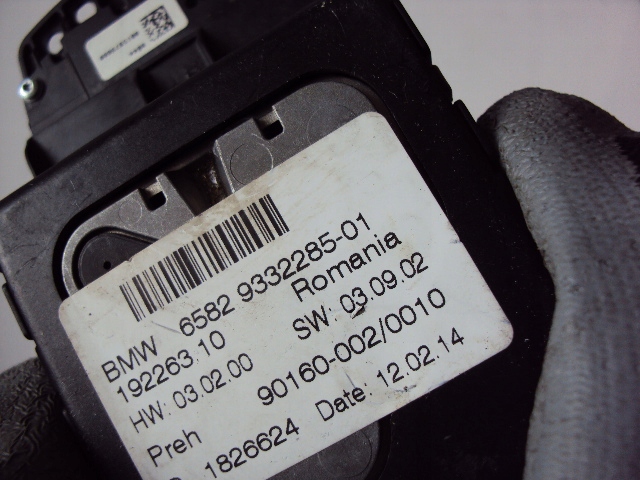 BMW 6582 9332285-01
192263.10 Romania
HW: 03.02.00 SW: 03.09.02
Preh 90160-002/0010
1826624 Date: 12.02.14